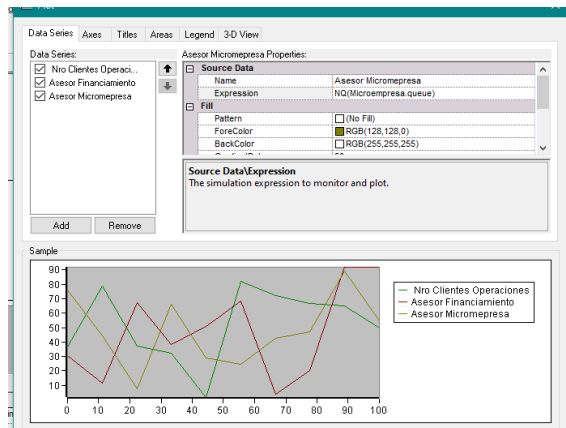 Data Series Axes Titles Areas Legend 3-D View
Data Series:
Nro Clientes Operaci...
Asesor Financiamiento
Asesor Micromepresa
Add Remove
Asesor Micromepresa Properties:
Source Data
Name Asesor Micromepresa
Expression NQ(Microempresa.queue)
Fill
Pattern (No Fill)
ForeColor RGB(128,128,0)
BackColor RGB(255,255,255)
Source Data\Expression
The simulation expression to monitor and plot.
Sample
90
80
70
60
50
40
30
20
10
0 10 20 30 40 50 60 70 80 90 100
Nro Clientes Operaciones
Asesor Financiamiento
Asesor Micromepresa